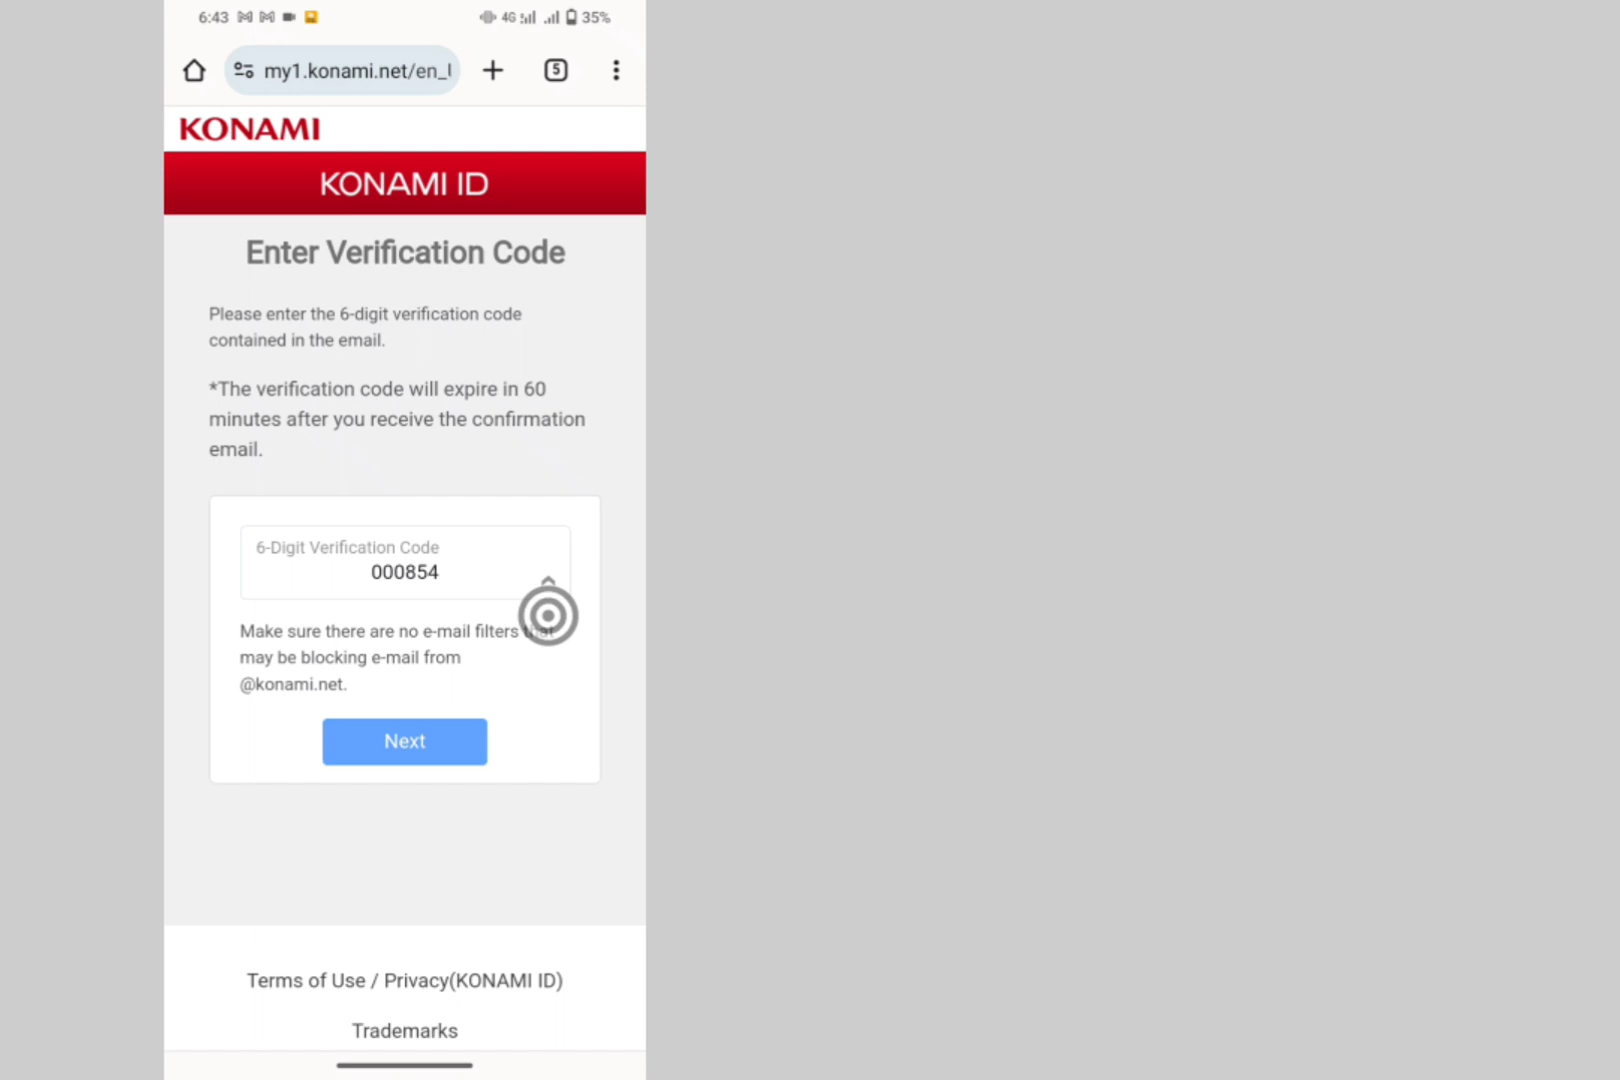 6:43 4G 35%
my1.konami.net/en_
5
KONAMI
KONAMI ID
Enter Verification Code
Please enter the 6-digit verification code
contained in the email.
*The verification code will expire in 60
minutes after you receive the confirmation
email.
6-Digit Verification Code
000854
Make sure there are no e-mail filters that
may be blocking e-mail from
@konami.net.
Next
Terms of Use / Privacy(KONAMI ID)
Trademarks